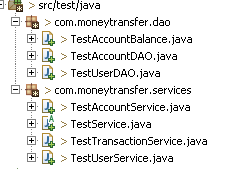 > src/test/java
> com.moneytransfer.dao
> TestAccountBalance.java
> TestAccountDAO.java
> TestUserDAO.java
> com.moneytransfer.services
> TestAccountService.java
> TestService.java
> TestTransactionService.java
> TestUserService.java